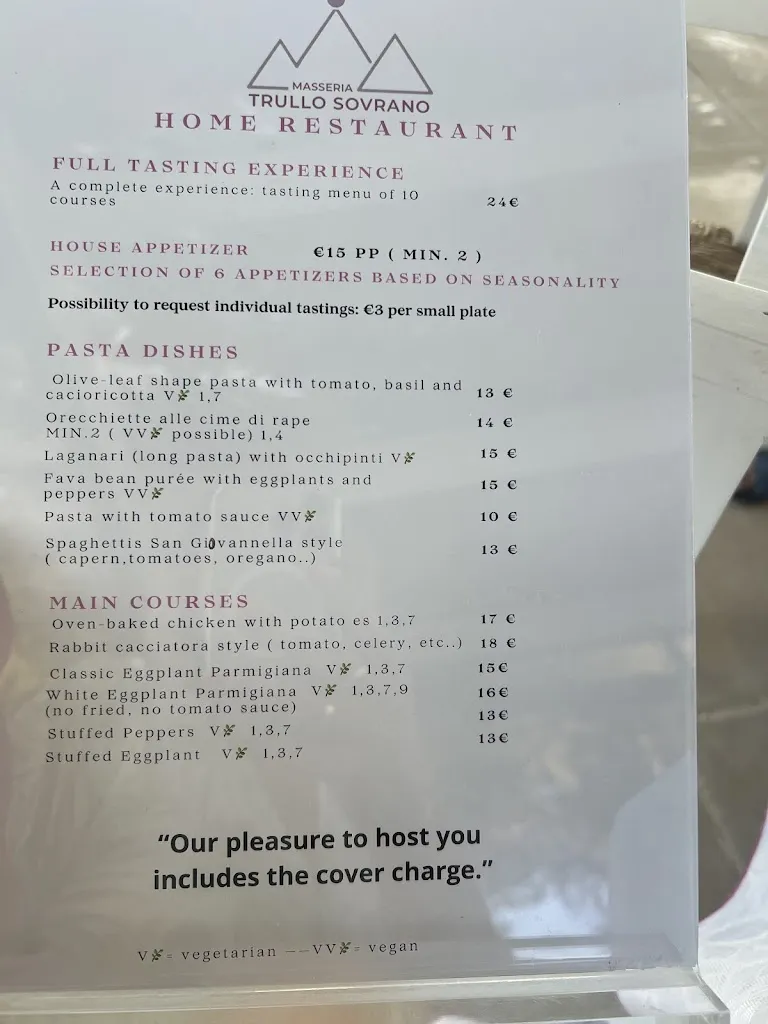 MASSERIA
TRULLO SOVRANO
HOME RESTAURANT
FULL TASTING EXPERIENCE
A complete experience: tasting menu of 10
courses 24€
HOUSE APPETIZER €15 PP ( MIN. 2 )
SELECTION OF 6 APPETIZERS BASED ON SEASONALITY
Possibility to request individual tastings: €3 per small plate
PASTA DISHES
Olive-leaf shape pasta with tomato, basil and
cacioricotta V🌿 1,7 13 €
Orecchiette alle cime di rape 14 €
MIN.2 ( VV🌿 possible) 1,4
Laganari (long pasta) with occhipinti V🌿 15 €
Fava bean purée with eggplants and 15 €
peppers VV🌿
Pasta with tomato sauce VV🌿 10 €
Spaghettis San Giovannella style 13 €
( capern,tomatoes, oregano..)
MAIN COURSES
Oven-baked chicken with potato es 1,3,7 17 €
Rabbit cacciatora style ( tomato, celery, etc..) 18 €
Classic Eggplant Parmigiana V🌿 1,3,7 15€
White Eggplant Parmigiana V🌿 1,3,7,9 16€
(no fried, no tomato sauce)
Stuffed Peppers V🌿 1,3,7 13€
Stuffed Eggplant V🌿 1,3,7 13€
“Our pleasure to host you
includes the cover charge.”
V🌿= vegetarian ——VV🌿= vegan